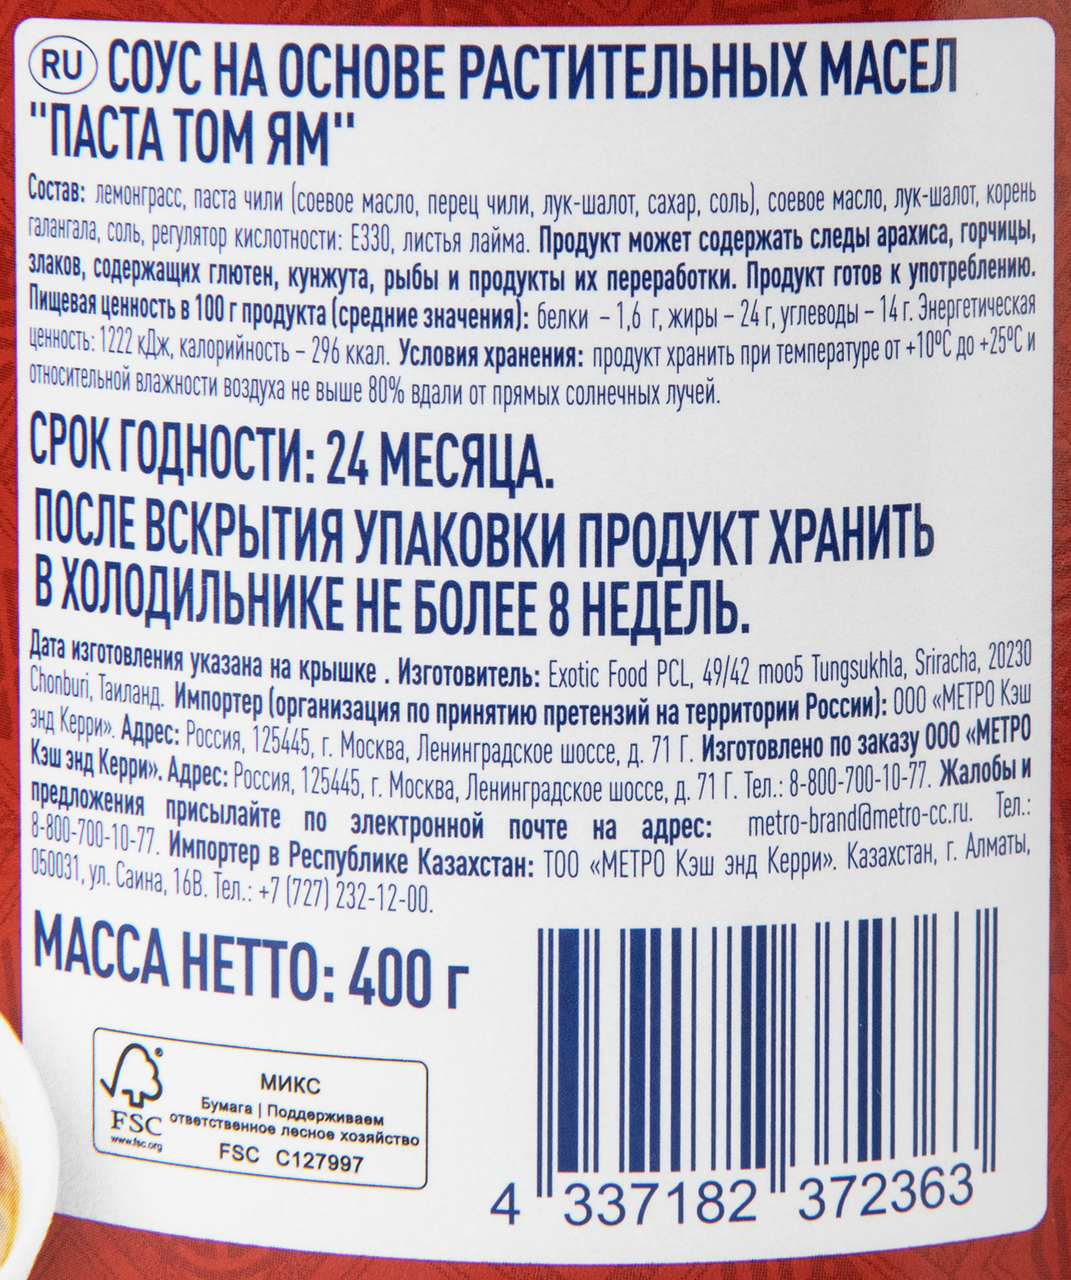 RU СОУС НА ОСНОВЕ РАСТИТЕЛЬНЫХ МАСЕЛ
"ПАСТА ТОМ ЯМ"
Состав: лемонграсс, паста чили (соевое масло, перец чили, лук-шалот, сахар, соль), соевое масло, лук-шалот, корень
галангала, соль, регулятор кислотности: E330, листья лайма. Продукт может содержать следы арахиса, горчицы,
злаков, содержащих глютен, кунжута, рыбы и продукты их переработки. Продукт готов к употреблению.
Пищевая ценность в 100 г продукта (средние значения): белки – 1,6 г, жиры – 24 г, углеводы – 14 г. Энергетическая
ценность: 1222 кДж, калорийность – 296 ккал. Условия хранения: продукт хранить при температуре от +10ºC до +25ºC и
относительной влажности воздуха не выше 80% вдали от прямых солнечных лучей.
СРОК ГОДНОСТИ: 24 МЕСЯЦА.
ПОСЛЕ ВСКРЫТИЯ УПАКОВКИ ПРОДУКТ ХРАНИТЬ
В ХОЛОДИЛЬНИКЕ НЕ БОЛЕЕ 8 НЕДЕЛЬ.
Дата изготовления указана на крышке . Изготовитель: Exotic Food PCL, 49/42 moo5 Tungsukhla, Sriracha, 20230
Chonburi, Таиланд. Импортер (организация по принятию претензий на территории России): ООО «МЕТРО Кэш
энд Керри». Адрес: Россия, 125445, г. Москва, Ленинградское шоссе, д. 71 Г. Изготовлено по заказу ООО «МЕТРО
Кэш энд Керри». Адрес: Россия, 125445, г. Москва, Ленинградское шоссе, д. 71 Г. Тел.: 8-800-700-10-77. Жалобы и
предложения присылайте по электронной почте на адрес: metro-brand@metro-cc.ru. Тел.:
8-800-700-10-77. Импортер в Республике Казахстан: ТОО «МЕТРО Кэш энд Керри». Казахстан, г. Алматы,
050031, ул. Саина, 16В. Тел.: +7 (727) 232-12-00.
МАССА НЕТТО: 400 г
МИКС
Бумага | Поддерживаем
ответственное лесное хозяйство
FSC
www.fsc.org
FSC C127997
4 337182 372363